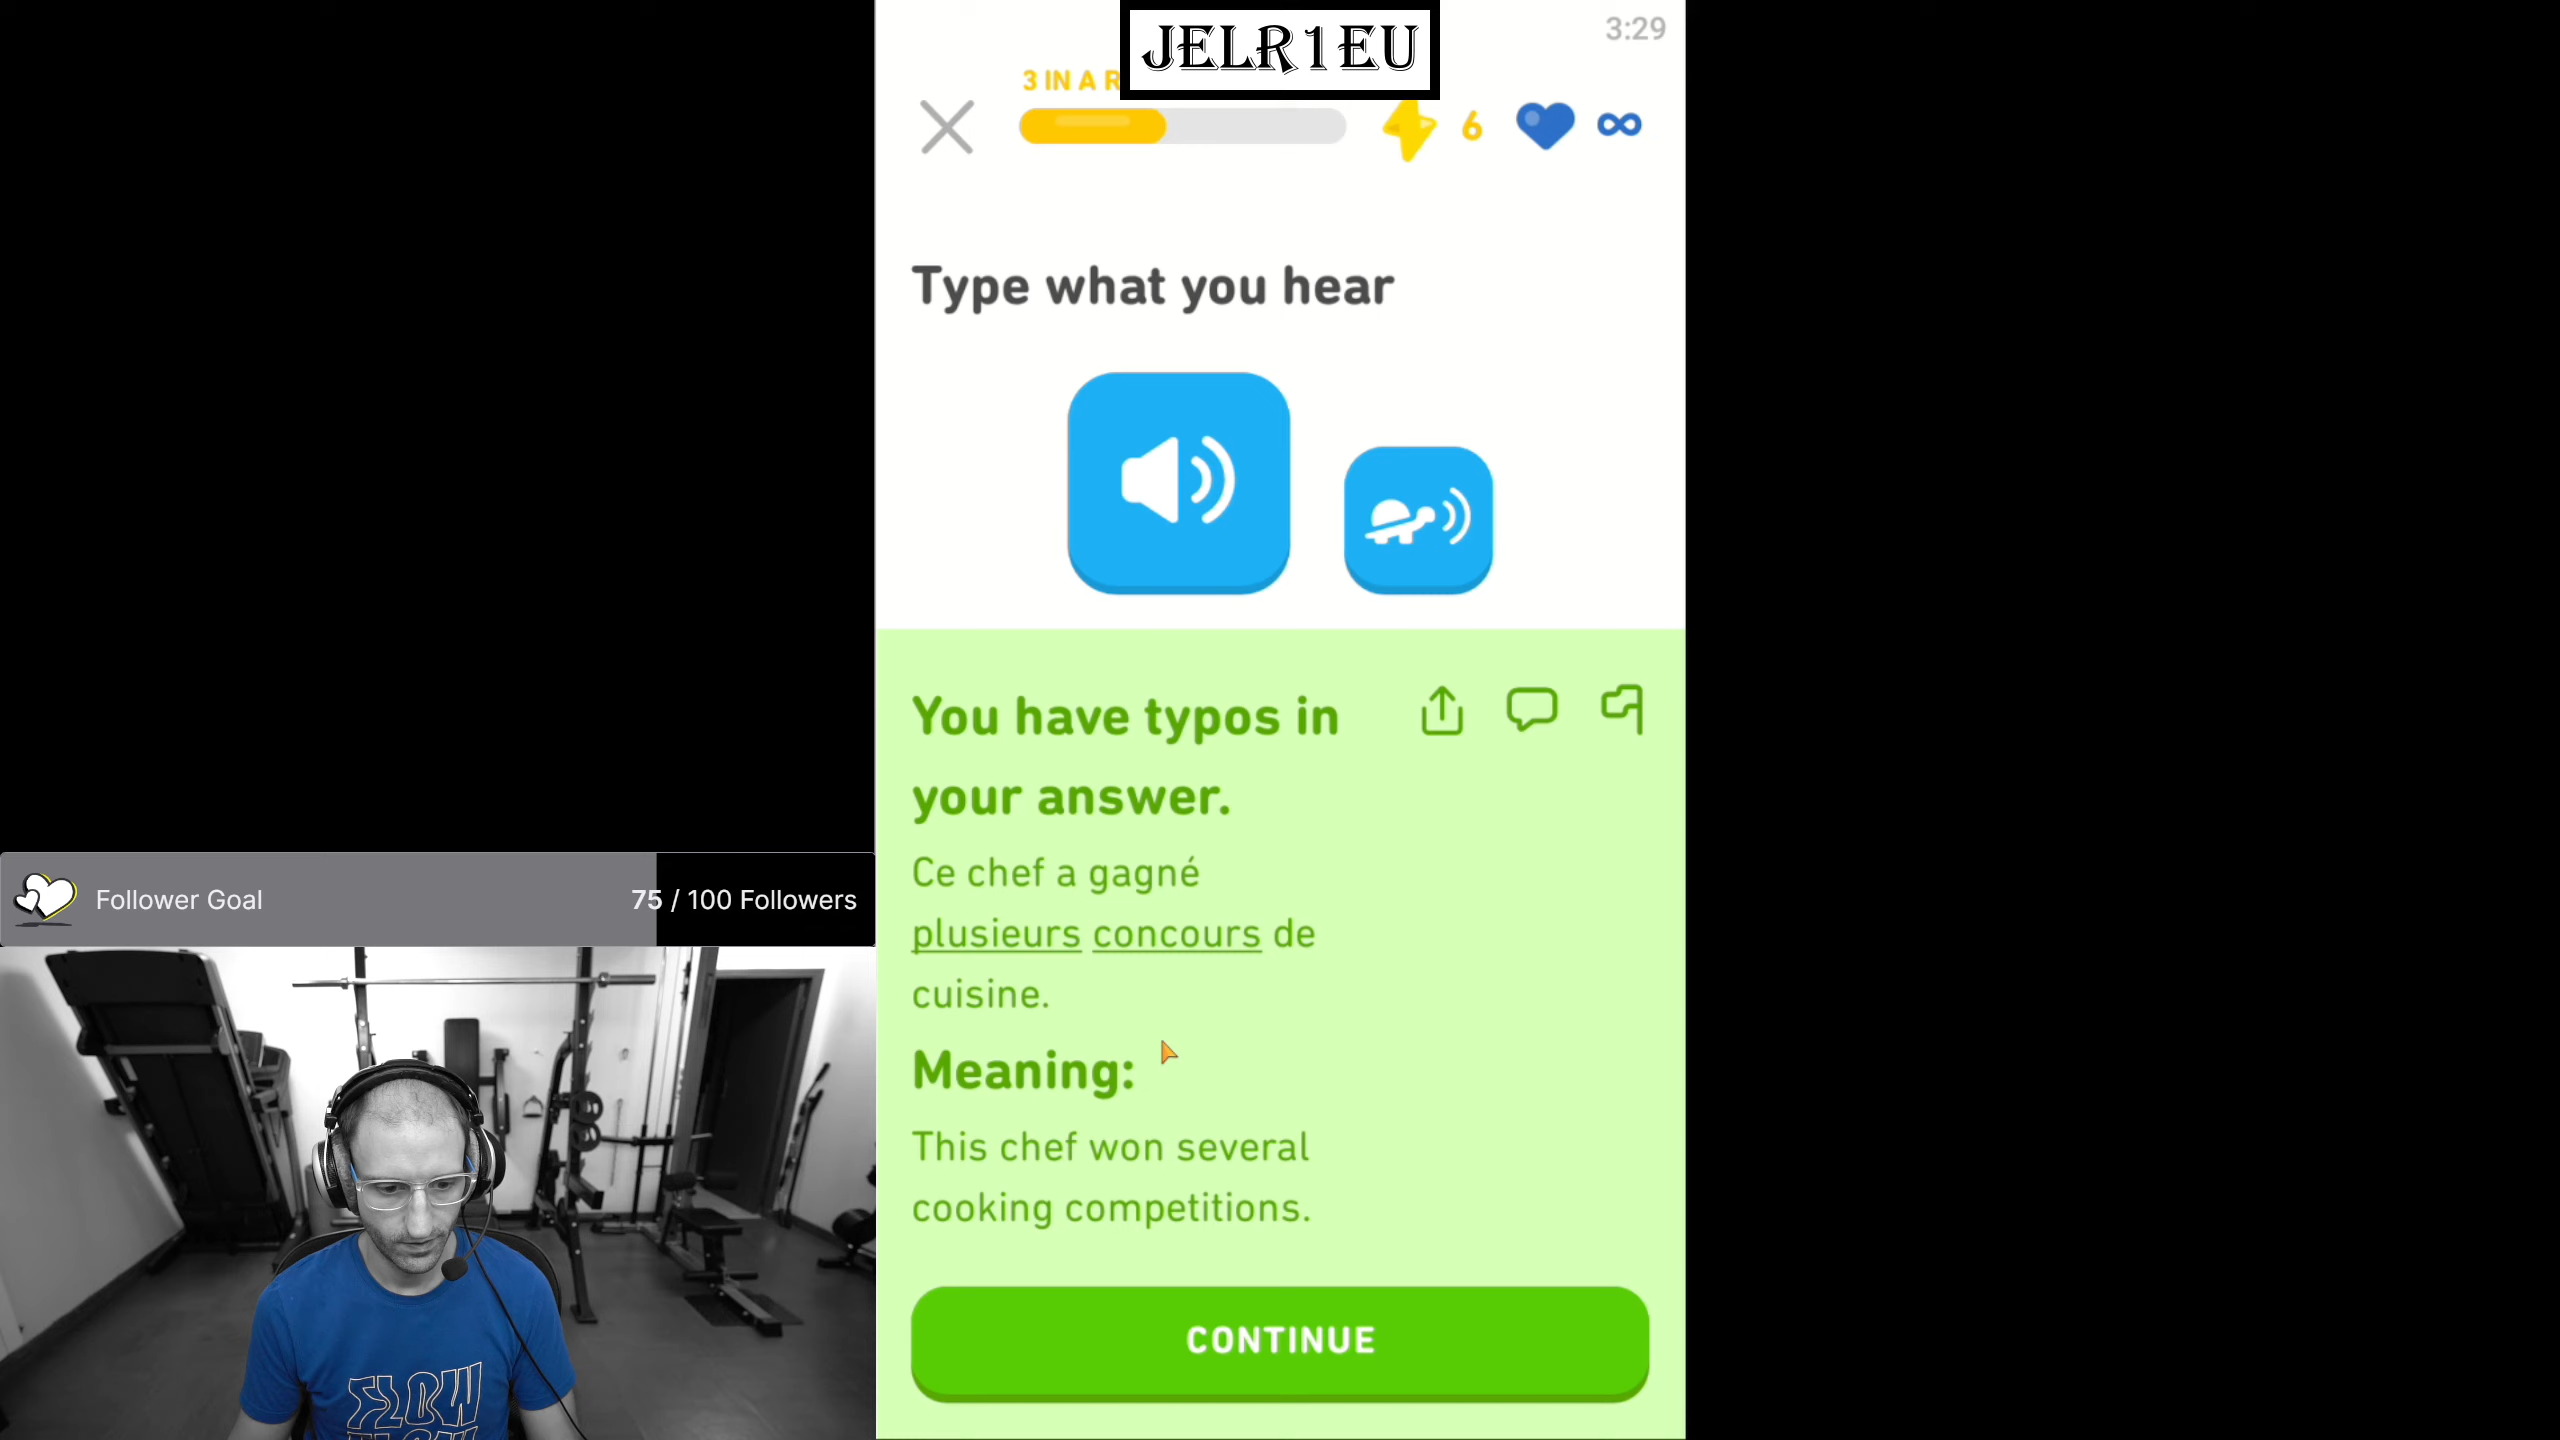 JELR1EU
3:29
3 IN A R
6
Type what you hear
You have typos in
your answer.
Ce chef a gagné
plusieurs concours de
cuisine.
Meaning:
This chef won several
cooking competitions.
CONTINUE
Follower Goal
75 / 100 Followers
FLOW